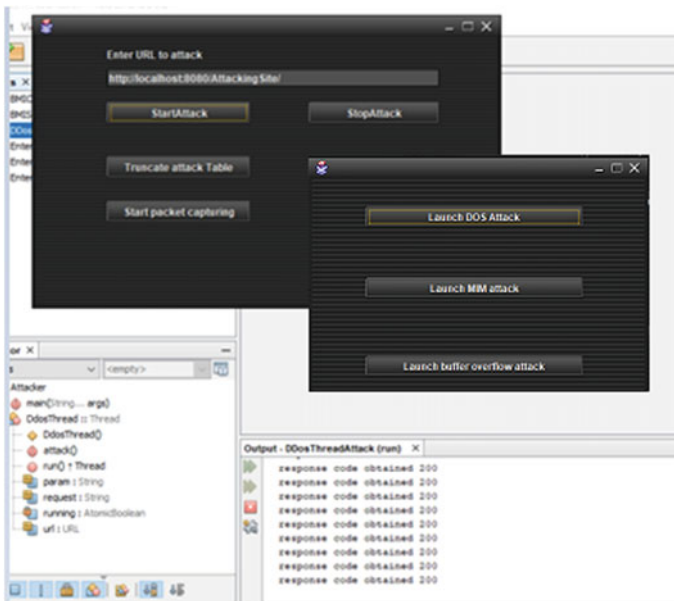 Enter URL to attack
http://localhost:8080/AttackingSite/
StartAttack
StopAttack
Truncate attack Table
Start packet capturing
Launch DOS Attack
Launch MIM attack
Launch buffer overflow attack
<empty>
Attacker
main(String... args)
DdosThread :: Thread
DdosThread()
attack()
run() ↑ Thread
param : String
request : String
running : AtomicBoolean
url : URL
Output - DDosThreadAttack (run) ×
response code obtained 200
response code obtained 200
response code obtained 200
response code obtained 200
response code obtained 200
response code obtained 200
response code obtained 200
response code obtained 200
response code obtained 200